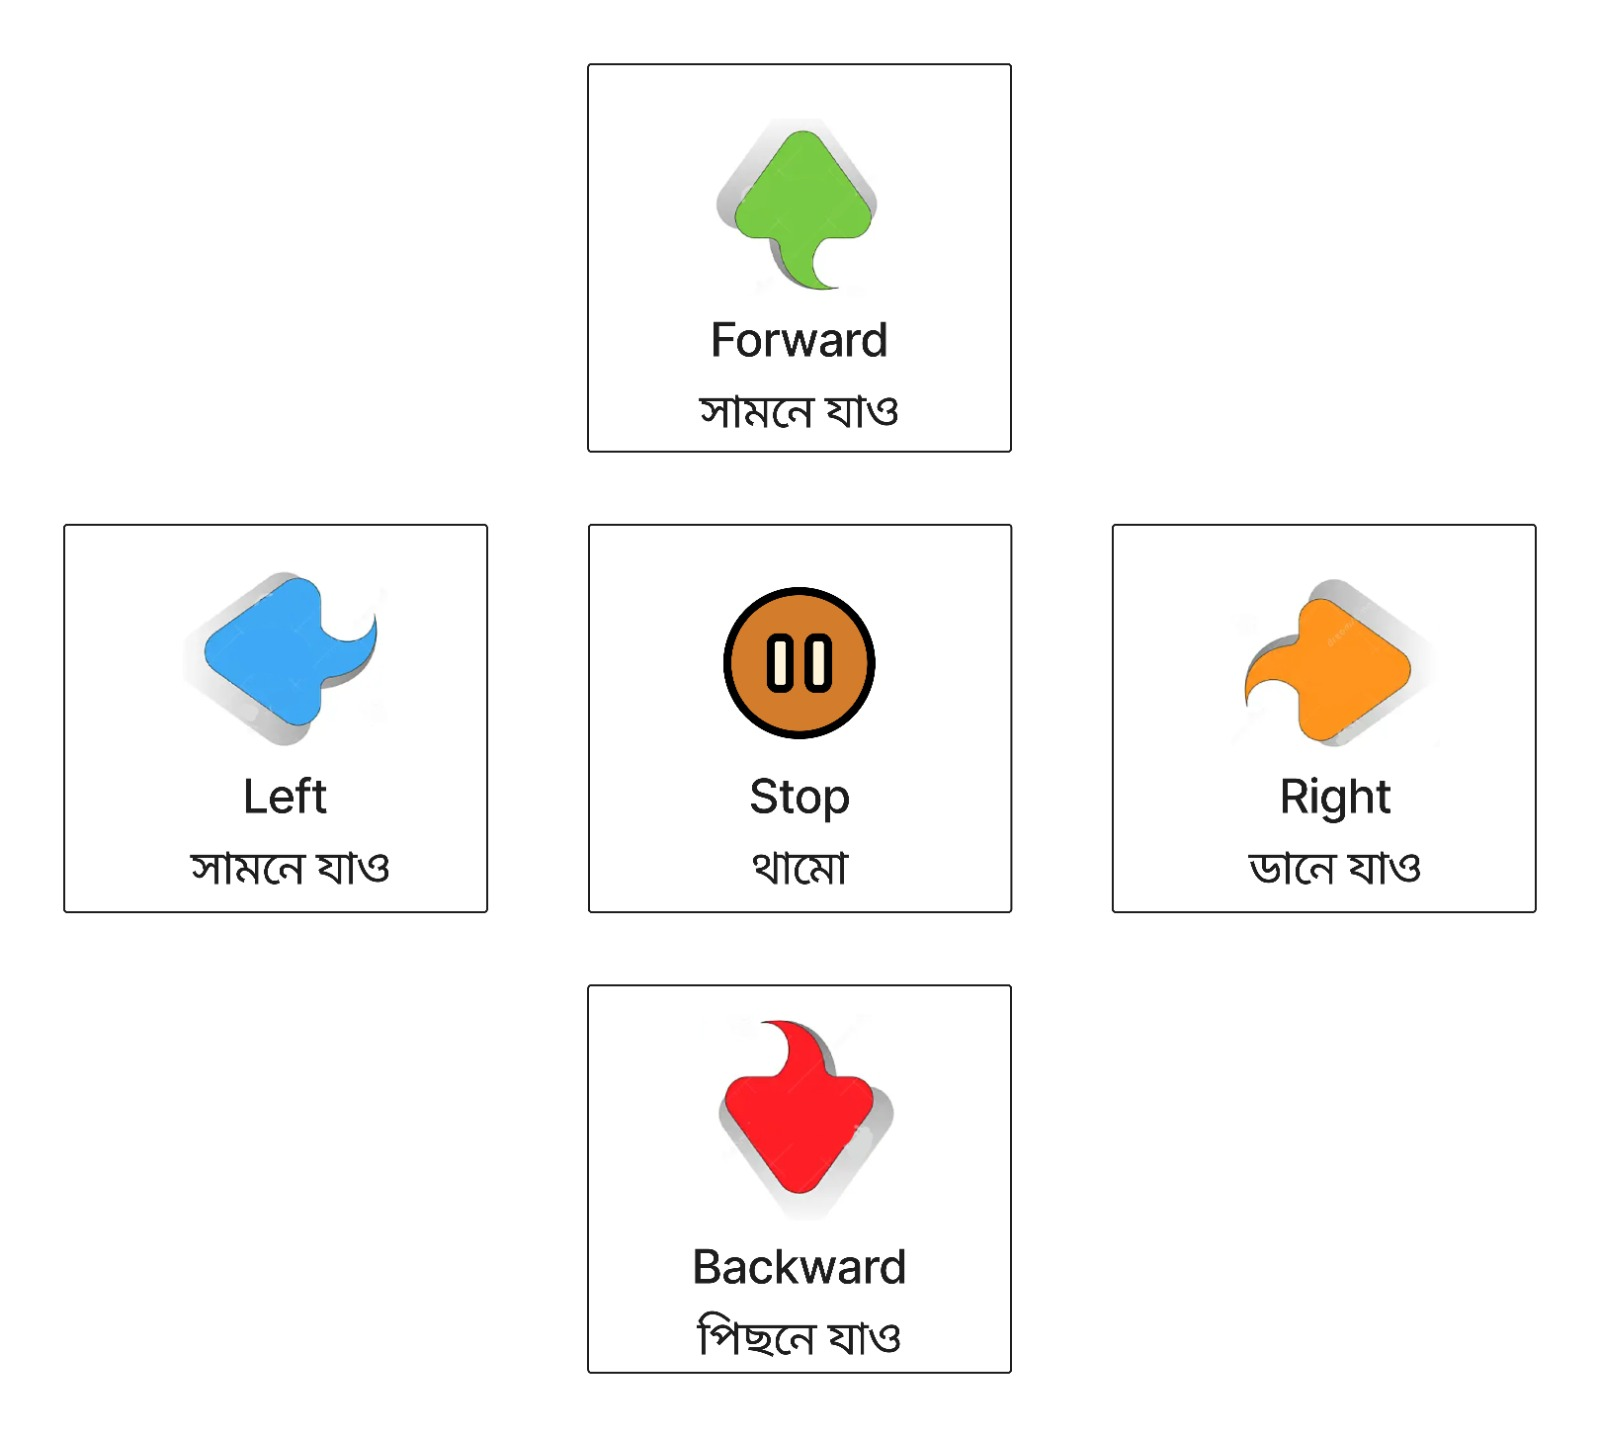 Forward
সামনে যাও
Left
সামনে যাও
Stop
থামো
Right
ডানে যাও
Backward
পিছনে যাও